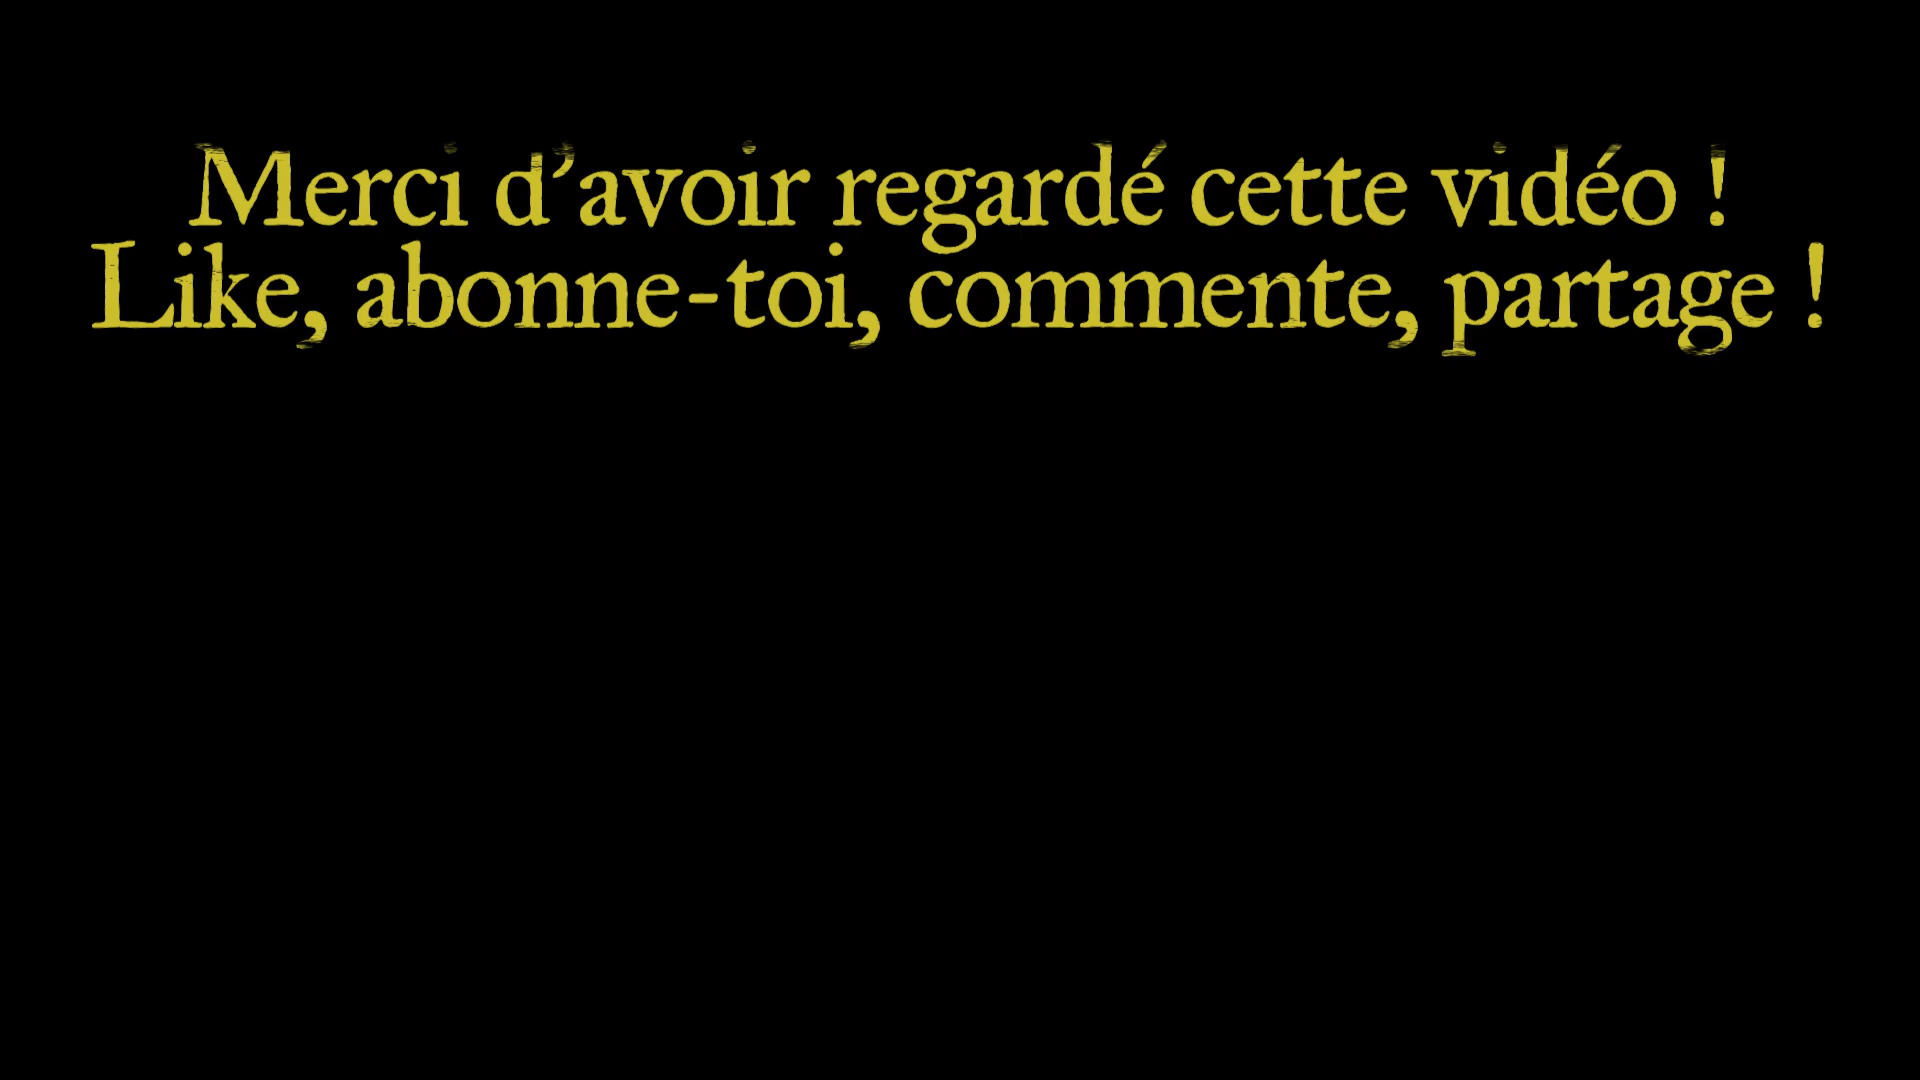 Merci d’avoir regardé cette vidéo !
Like, abonne-toi, commente, partage !